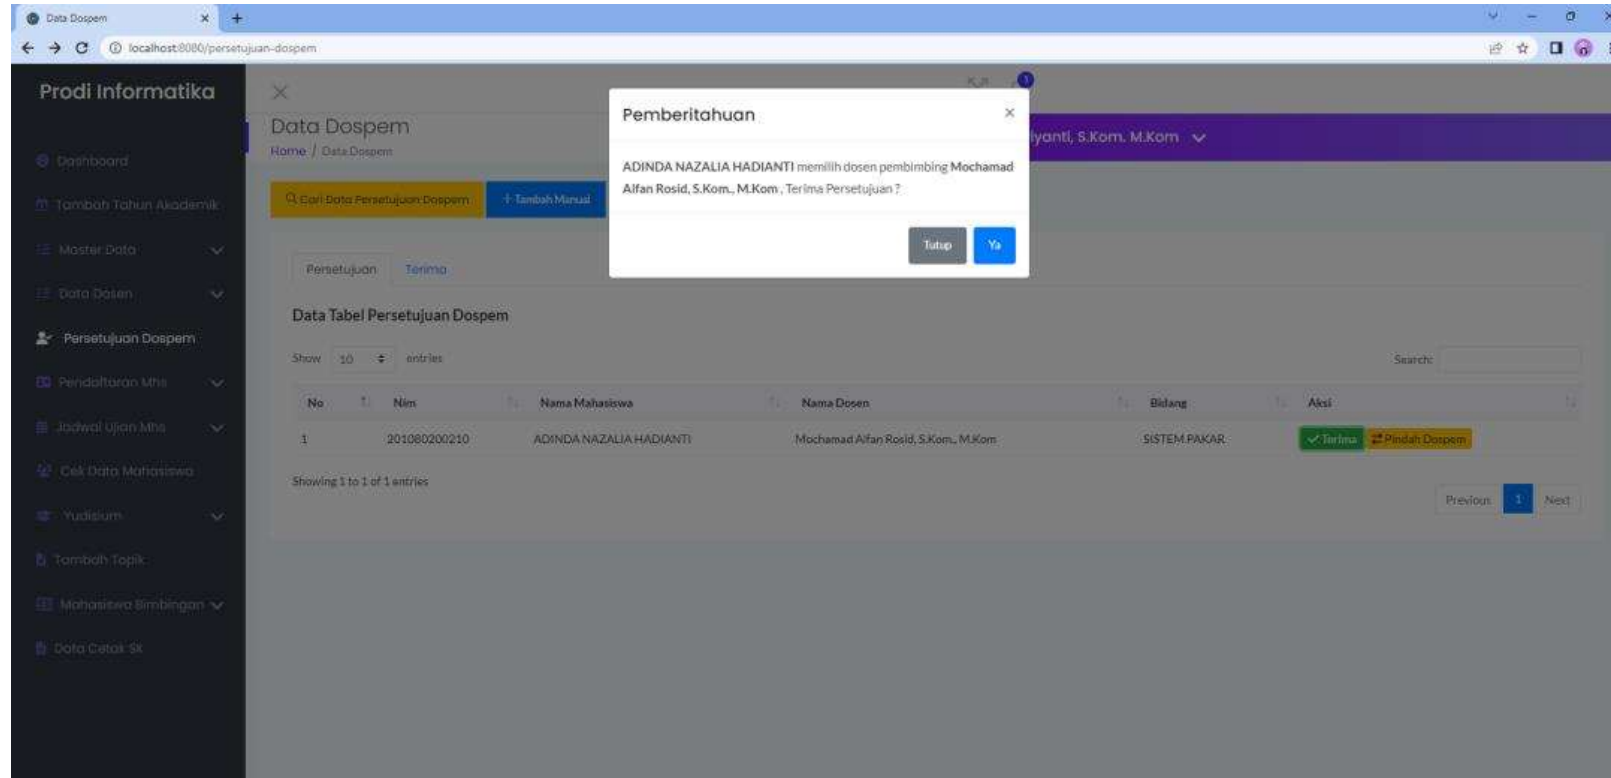 Data Dospem
localhost:8080/persetujuan-dospem
Prodi Informatika
1
Data Dospem
Home / Data Dospem
lyanti, S.Kom. M.Kom
Pemberitahuan
ADINDA NAZALIA HADIANTI memilih dosen pembimbing Mochamad
Alfan Rosid, S.Kom., M.Kom , Terima Persetujuan ?
Tutup Ya
Cari Data Persetujuan Dospem + Tambah Manual
Dashboard
Tambah Tahun Akademik
Master Data
Data Dosen
Persetujuan Dospem
Pendaftaran Mhs
Jadwal Ujian Mhs
Cek Data Mahasiswa
Yudisium
Tambah Topik
Mahasiswa Bimbingan
Data Cetak SK
Persetujuan Terima
Data Tabel Persetujuan Dospem
Show 10 entries
Search:
No Nim Nama Mahasiswa Nama Dosen Bidang Aksi
1 201080200210 ADINDA NAZALIA HADIANTI Mochamad Alfan Rosid, S.Kom., M.Kom SISTEM PAKAR Terima Pindah Dospem
Showing 1 to 1 of 1 entries
Previous 1 Next